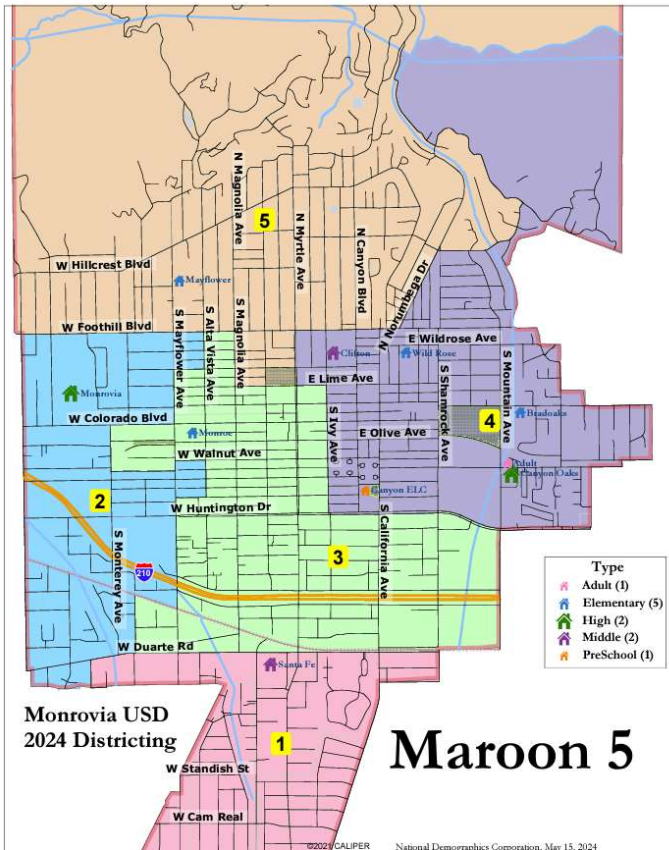 N Magnolia Ave
5
N Myrtle Ave
N Canyon Blvd
N Norumbega Dr
W Hillcrest Blvd
Mayflower
W Foothill Blvd
S Mayflower Ave
S Alta Vista Ave
S Magnolia Ave
E Wildrose Ave
Clifton
Wild Rose
E Lime Ave
Monrovia
W Colorado Blvd
S Ivy Ave
S Shamrock Ave
S Mountain Ave
Bradoaks
4
Monroe
E Olive Ave
W Walnut Ave
Adult
Canyon Oaks
2
Canyon ELC
W Huntington Dr
S Monterey Ave
3
S California Ave
210
Type
Adult (1)
Elementary (5)
High (2)
Middle (2)
PreSchool (1)
W Duarte Rd
Santa Fe
Monrovia USD
2024 Districting
1
Maroon 5
W Standish St
W Cam Real
©2021 CALIPER
National Demographics Corporation, May 15, 2024